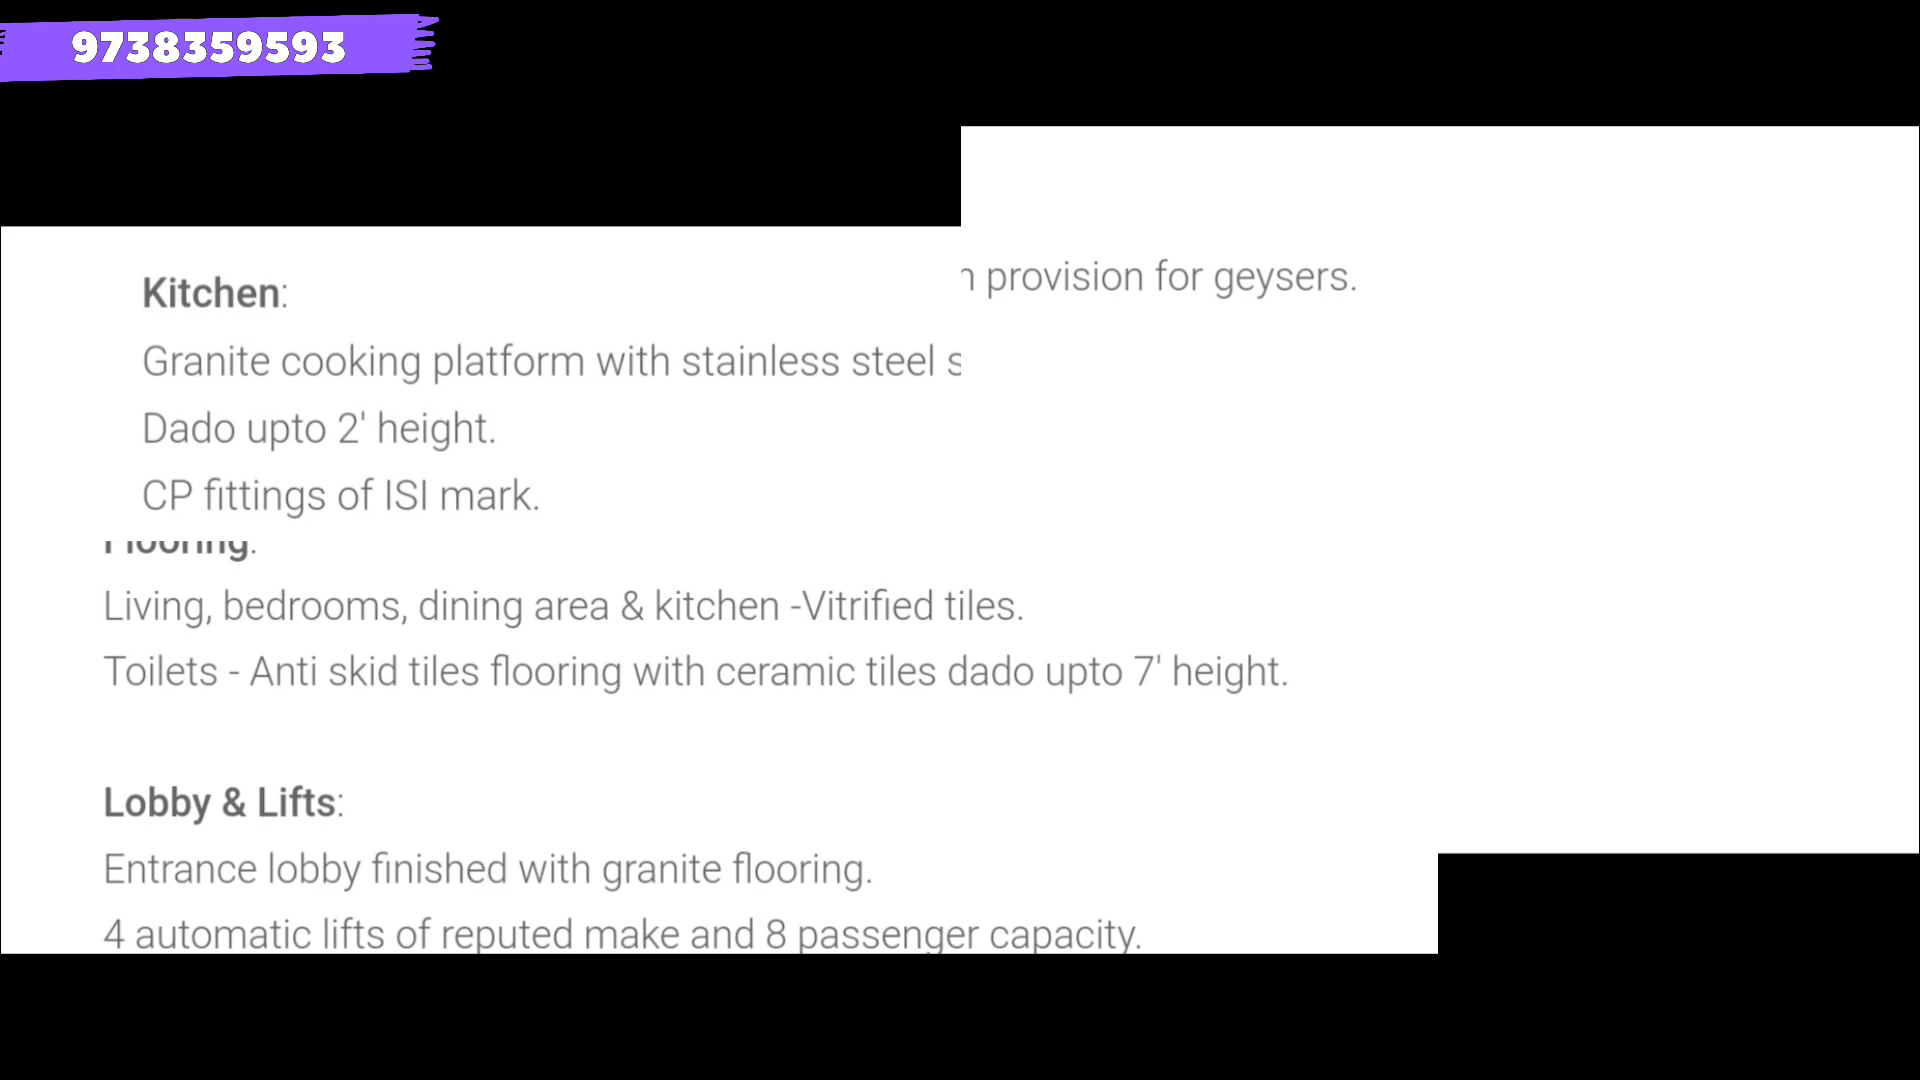 9738359593
provision for geysers.
Kitchen:
Granite cooking platform with stainless steel
Dado upto 2' height.
CP fittings of ISI mark.
Flooring:
Living, bedrooms, dining area & kitchen -Vitrified tiles.
Toilets - Anti skid tiles flooring with ceramic tiles dado upto 7' height.
Lobby & Lifts:
Entrance lobby finished with granite flooring.
4 automatic lifts of reputed make and 8 passenger capacity.